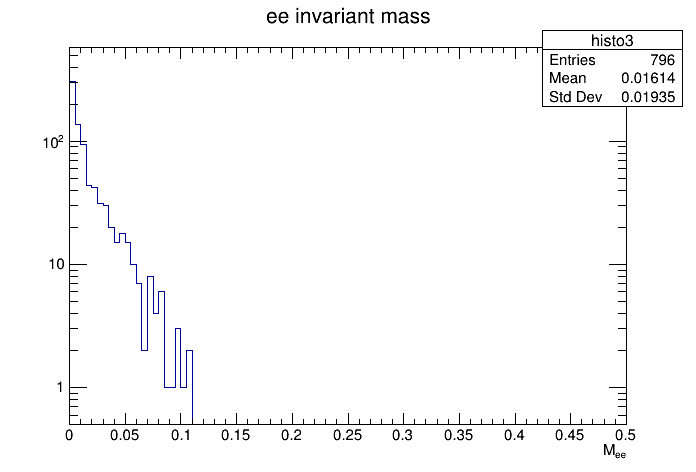 ee invariant mass
histo3
Entries 796
Mean 0.01614
Std Dev 0.01935
10²
10
1
0 0.05 0.1 0.15 0.2 0.25 0.3 0.35 0.4 0.45 0.5
Mₑₑ